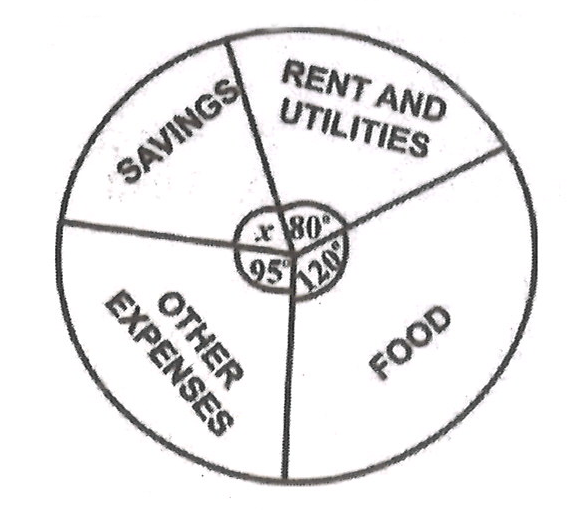 RENT AND
UTILITIES
SAVINGS
x
80°
95°
120°
OTHER
EXPENSES
FOOD